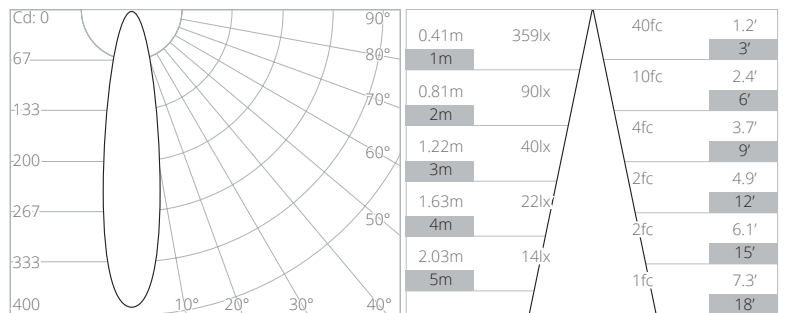 Cd: 0
67
133
200
267
333
400
90°
80°
70°
60°
50°
10° 20° 30° 40°
0.41m 359lx
1m
0.81m 90lx
2m
1.22m 40lx
3m
1.63m 22lx
4m
2.03m 14lx
5m
40fc 1.2′
3′
10fc 2.4′
6′
4fc 3.7′
9′
2fc 4.9′
12′
2fc 6.1′
15′
1fc 7.3′
18′